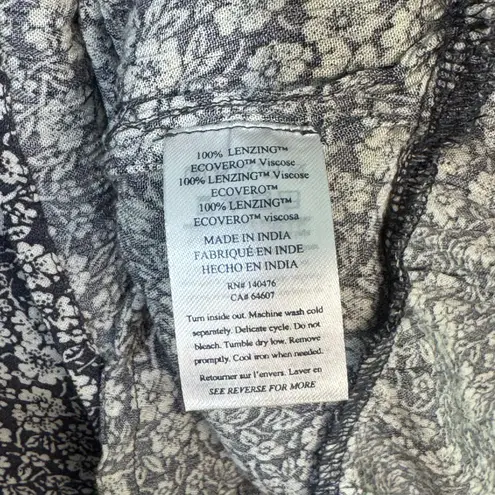 100% LENZING™
ECOVERO™ Viscose
100% LENZING™ Viscose
ECOVERO™
100% LENZING™
ECOVERO™ viscosa
MADE IN INDIA
FABRIQUÉ EN INDE
HECHO EN INDIA
RN# 140476
CA# 64607
Turn inside out. Machine wash cold
separately. Delicate cycle. Do not
bleach. Tumble dry low. Remove
promptly. Cool iron when needed.
Retourner sur l'envers. Laver en
SEE REVERSE FOR MORE